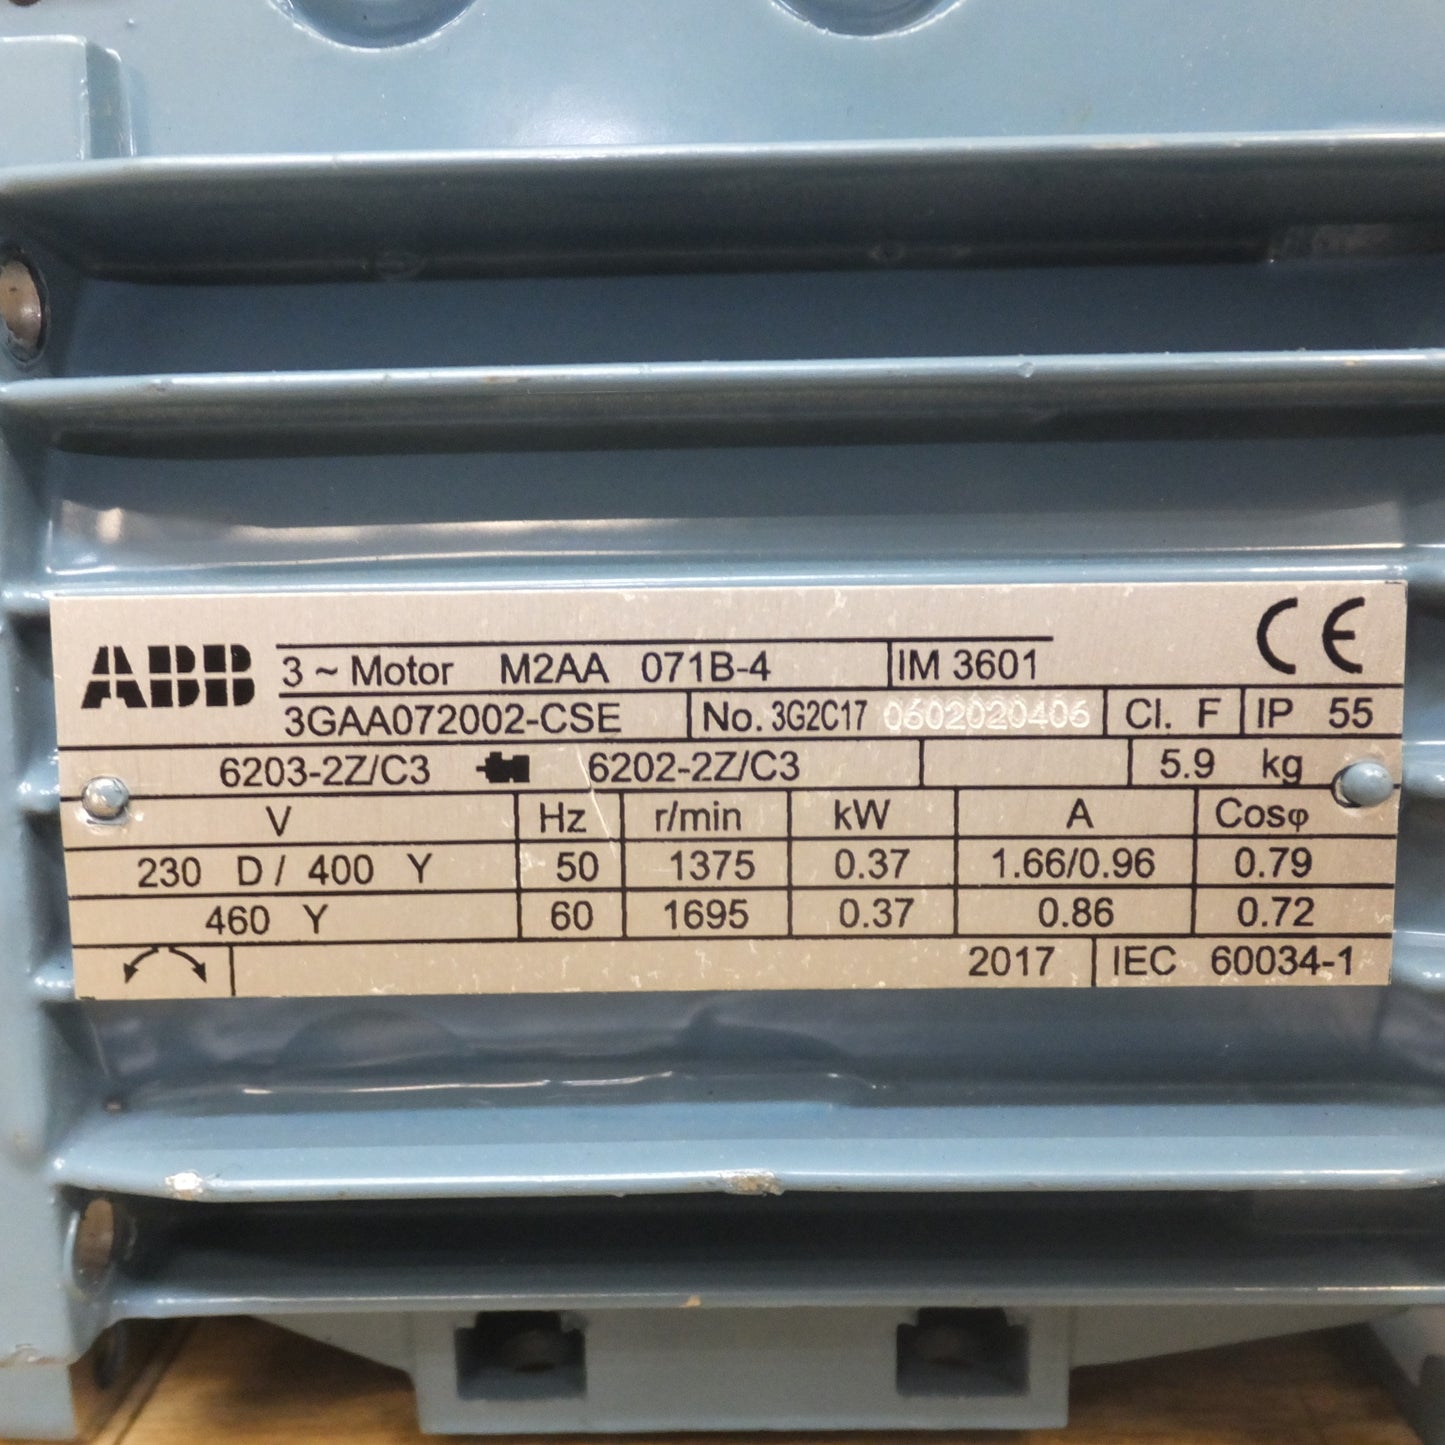 ABB 3 ~ Motor M2AA 071B-4 IM 3601 CE
3GAA072002-CSE No. 3G2C17 0602020406 Cl. F IP 55
6203-2Z/C3 6202-2Z/C3 5.9 kg
V Hz r/min kW A Cosφ
230 D / 400 Y 50 1375 0.37 1.66/0.96 0.79
460 Y 60 1695 0.37 0.86 0.72
2017 IEC 60034-1